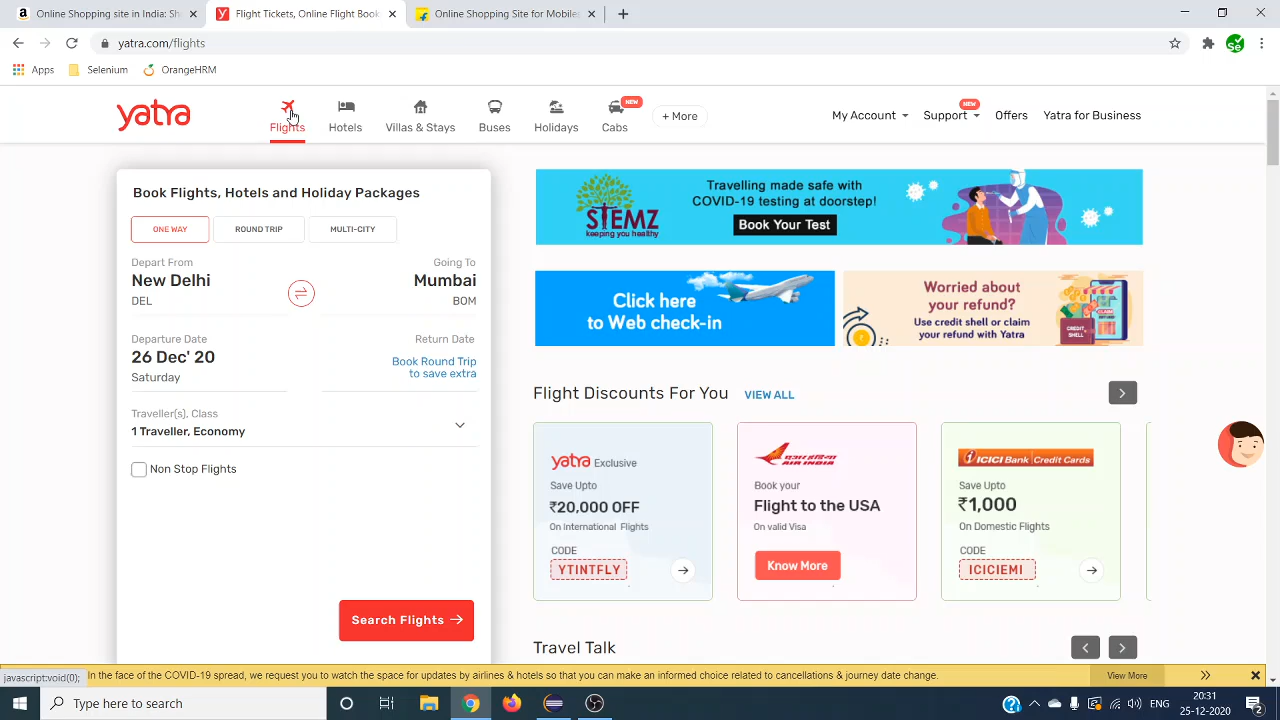 Online Shopping site in India: Sh
Flight Tickets, Online Flight Book
Online Shopping Site for Mobiles
yatra.com/flights
Apps
Selenium
OrangeHRM
yatra
Flights
Hotels
Villas & Stays
Buses
Holidays
NEW
Cabs
+ More
My Account
NEW
Support
Offers
Yatra for Business
Book Flights, Hotels and Holiday Packages
ONE WAY
ROUND TRIP
MULTI-CITY
Depart From
New Delhi
DEL
Going To
Mumbai
BOM
Departure Date
26 Dec' 20
Saturday
Return Date
Book Round Trip
to save extra
Traveller(s), Class
1 Traveller, Economy
Non Stop Flights
Search Flights
STEMZ
keeping you healthy
Travelling made safe with
COVID-19 testing at doorstep!
Book Your Test
Click here
to Web check-in
Worried about
your refund?
Use credit shell or claim
your refund with Yatra
CREDIT
SHELL
Flight Discounts For You
VIEW ALL
yatra Exclusive
Save Upto
₹20,000 OFF
On International Flights
CODE
YTINTFLY
AIR INDIA
Book your
Flight to the USA
On valid Visa
Know More
ICICI Bank Credit Cards
Save Upto
₹1,000
On Domestic Flights
CODE
ICICIEMI
Travel Talk
javascript:void(0);
In the face of the COVID-19 spread, we request you to watch the space for updates by airlines & hotels so that you can make an informed choice related to cancellations & journey date change.
View More
Type here to search
ENG
20:31
25-12-2020
2